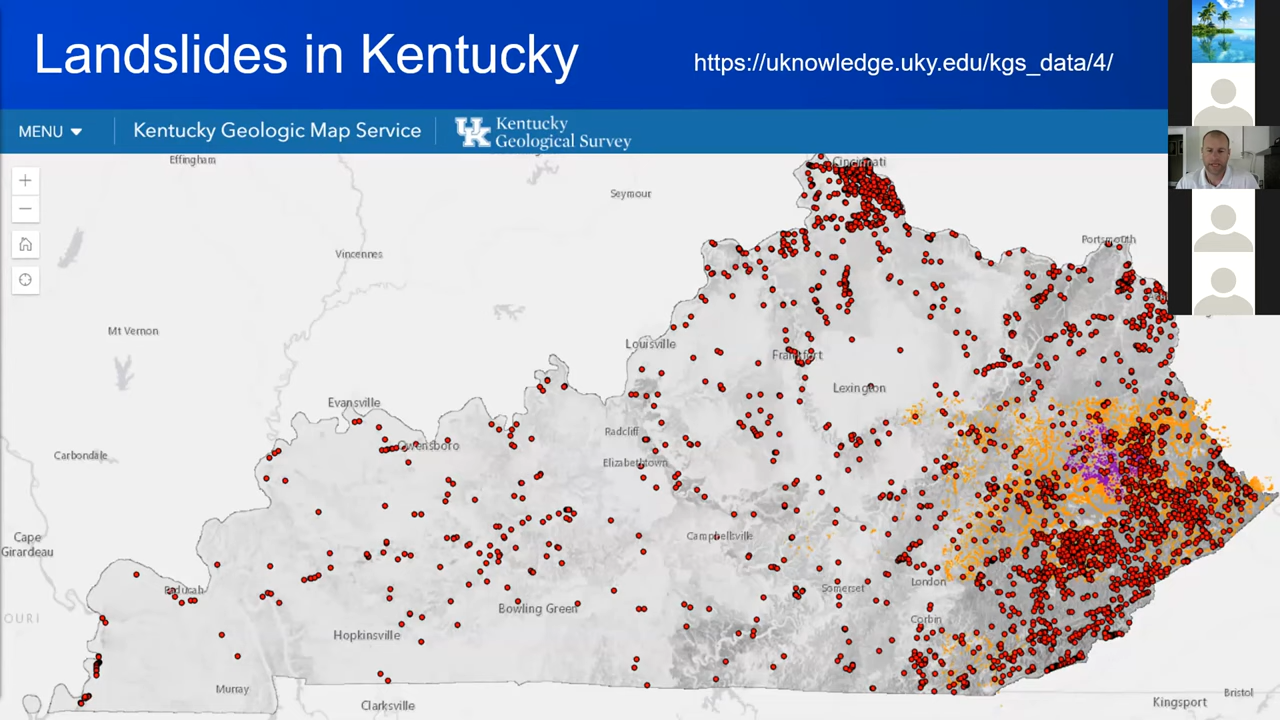 Landslides in Kentucky
https://uknowledge.uky.edu/kgs_data/4/
MENU
Kentucky Geologic Map Service
UK
Kentucky
Geological Survey
Effingham
Cincinnati
Seymour
Portsmouth
Vincennes
Mt Vernon
Louisville
Frankfort
Lexington
Evansville
Radcliff
Owensboro
Carbondale
Elizabethtown
Cape
Girardeau
Campbellsville
London
Somerset
Paducah
Bowling Green
OURI
Corbin
Hopkinsville
Murray
Bristol
Clarksville
Kingsport